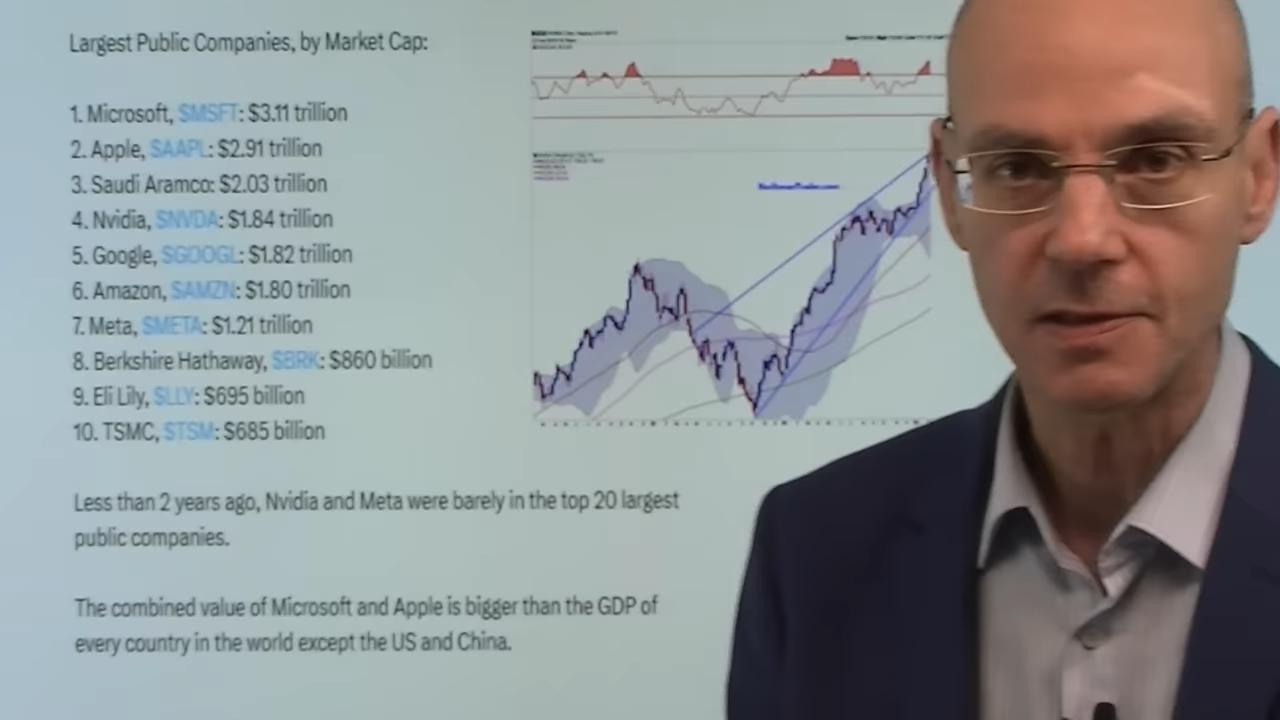 Largest Public Companies, by Market Cap:
1. Microsoft, $MSFT: $3.11 trillion
2. Apple, $AAPL: $2.91 trillion
3. Saudi Aramco: $2.03 trillion
4. Nvidia, $NVDA: $1.84 trillion
5. Google, $GOOGL: $1.82 trillion
6. Amazon, $AMZN: $1.80 trillion
7. Meta, $META: $1.21 trillion
8. Berkshire Hathaway, $BRK: $860 billion
9. Eli Lily, $LLY: $695 billion
10. TSMC, $TSM: $685 billion
Less than 2 years ago, Nvidia and Meta were barely in the top 20 largest
public companies.
The combined value of Microsoft and Apple is bigger than the GDP of
every country in the world except the US and China.